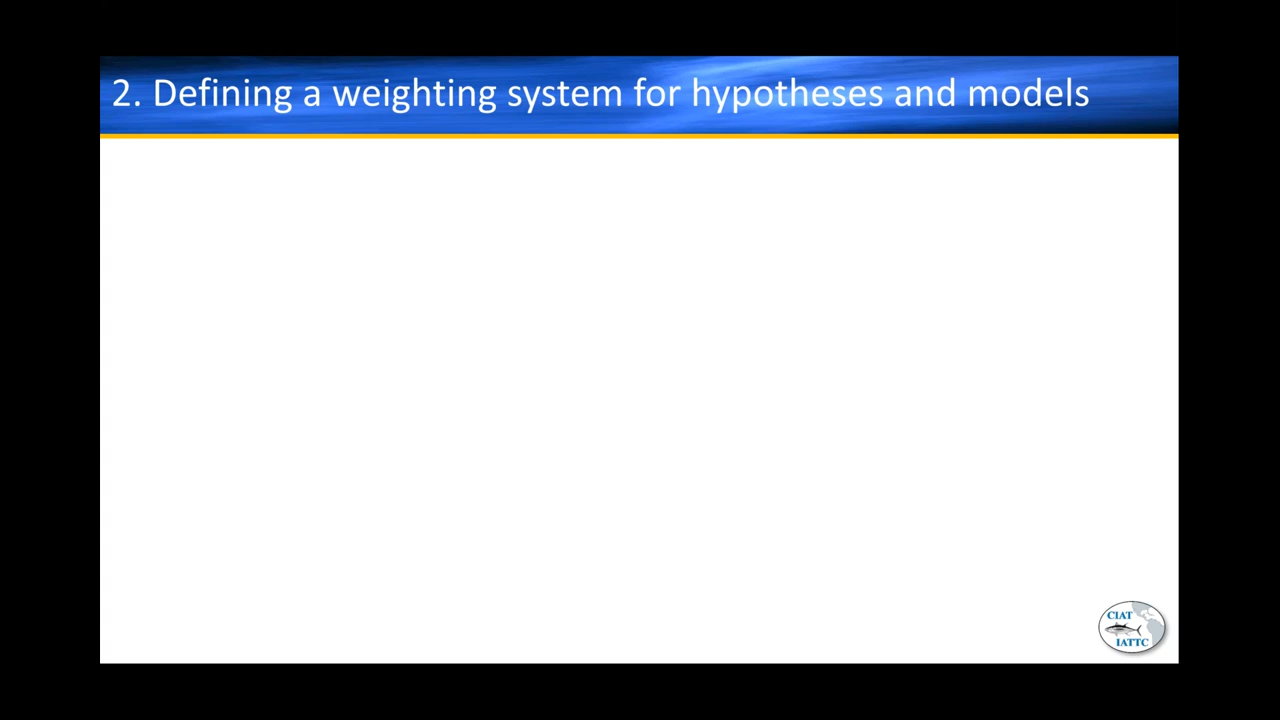 2. Defining a weighting system for hypotheses and models
CIAT
IATTC